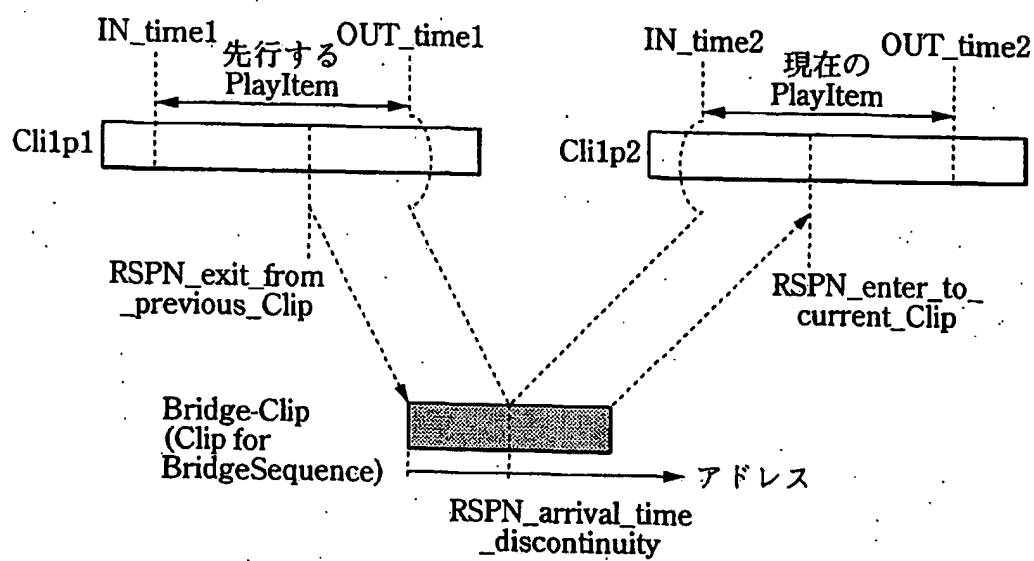 IN_time1
先行する
PlayItem
OUT_time1
IN_time2
現在の
PlayItem
OUT_time2
Cli1p1
Cli1p2
RSPN_exit_from
_previous_Clip
RSPN_enter_to_
current_Clip
Bridge-Clip
(Clip for
BridgeSequence)
アドレス
RSPN_arrival_time
_discontinuity